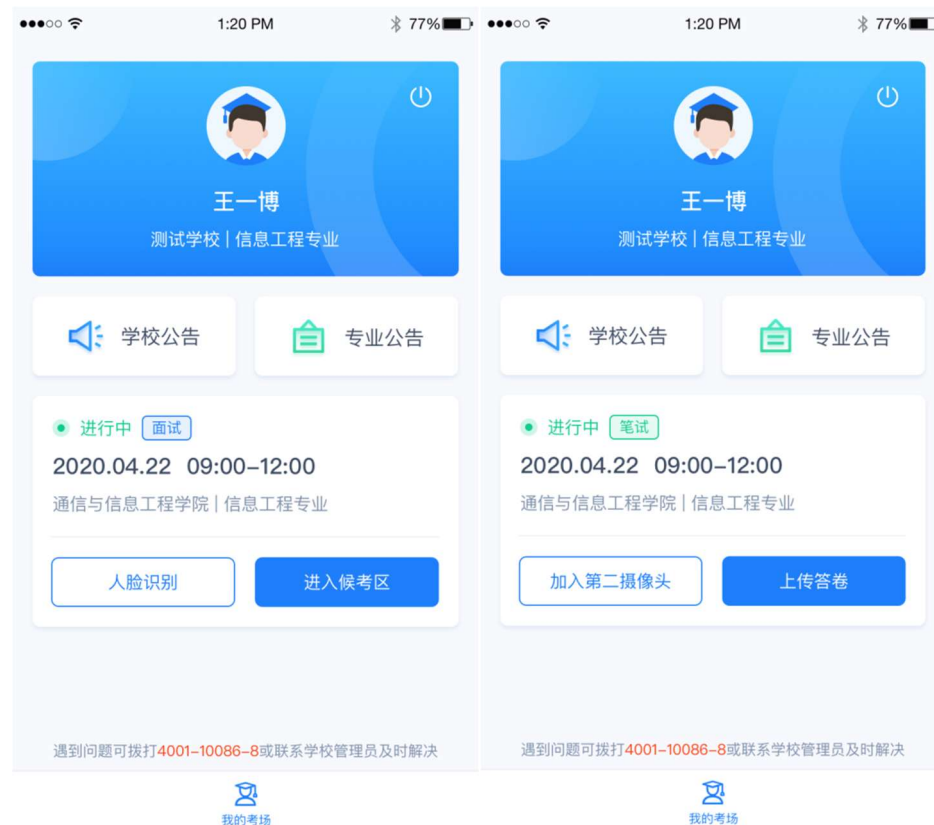 1:20 PM 77%
王一博
测试学校 | 信息工程专业
学校公告 专业公告
进行中 面试
2020.04.22 09:00–12:00
通信与信息工程学院 | 信息工程专业
人脸识别 进入候考区
遇到问题可拨打4001–10086–8或联系学校管理员及时解决
我的考场
1:20 PM 77%
王一博
测试学校 | 信息工程专业
学校公告 专业公告
进行中 笔试
2020.04.22 09:00–12:00
通信与信息工程学院 | 信息工程专业
加入第二摄像头 上传答卷
遇到问题可拨打4001–10086–8或联系学校管理员及时解决
我的考场